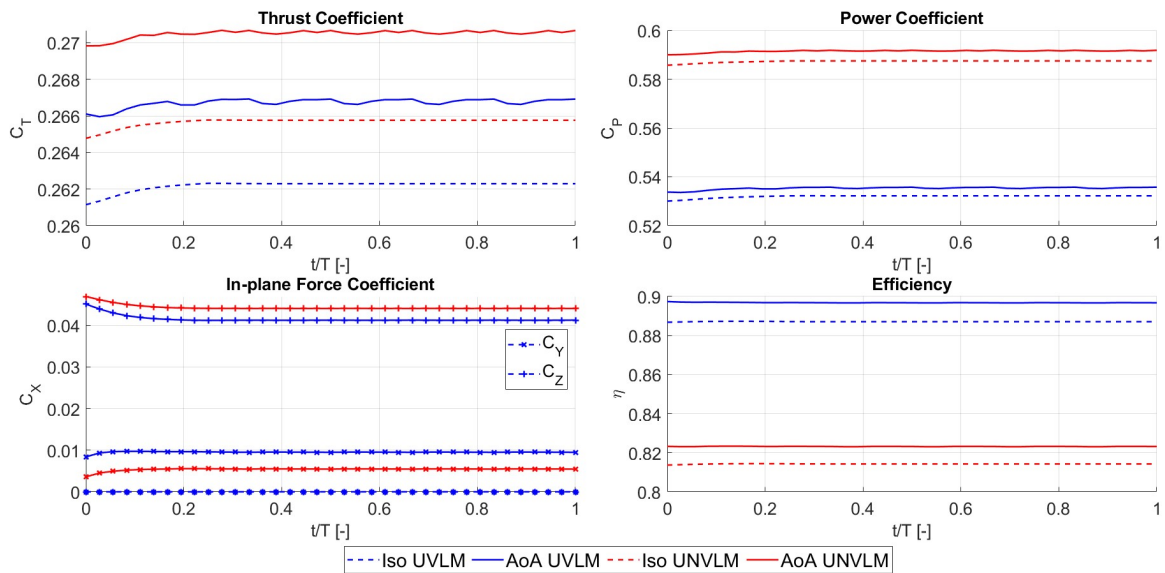 Thrust Coefficient
0.27
0.268
0.266
0.264
0.262
0.26
C_T
0 0.2 0.4 0.6 0.8 1
t/T [-]
Power Coefficient
0.6
0.58
0.56
0.54
0.52
C_P
0 0.2 0.4 0.6 0.8 1
t/T [-]
In-plane Force Coefficient
0.04
0.03
0.02
0.01
0
C_X
C_Y
C_Z
0 0.2 0.4 0.6 0.8 1
t/T [-]
Efficiency
0.9
0.88
0.86
0.84
0.82
0.8
η
0 0.2 0.4 0.6 0.8 1
t/T [-]
Iso UVLM AoA UVLM Iso UNVLM AoA UNVLM